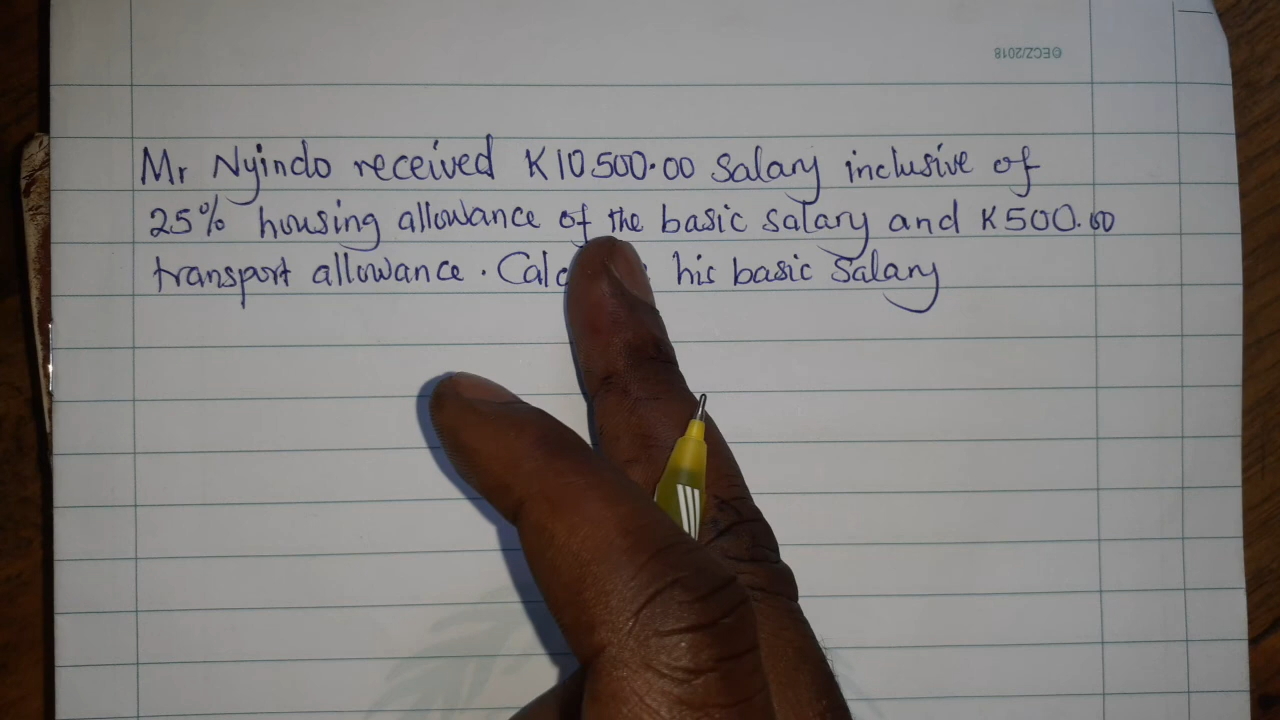 ©ECZ/2018
Mr Nyindo received K10500.00 Salary inclusive of
25% housing allowance of the basic salary and K500.00
transport allowance. Calc his basic Salary